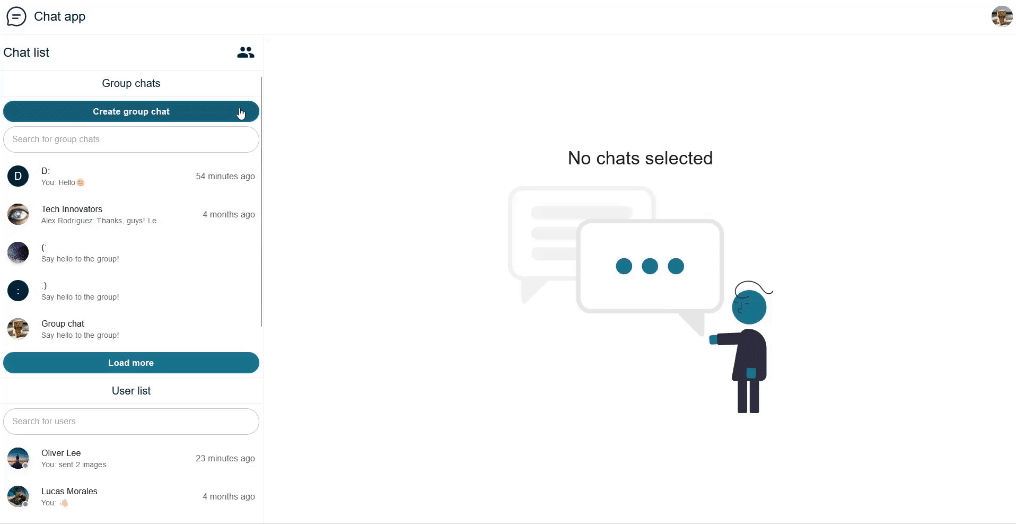 Chat app
Chat list
Group chats
Create group chat
Search for group chats
D
D:
You: Hello😊
54 minutes ago
Tech Innovators
Alex Rodriguez: Thanks, guys! Le
4 months ago
(:
Say hello to the group!
:
:)
Say hello to the group!
Group chat
Say hello to the group!
Load more
User list
Search for users
Oliver Lee
You: sent 2 images
23 minutes ago
Lucas Morales
You: 👋🏻
4 months ago
No chats selected